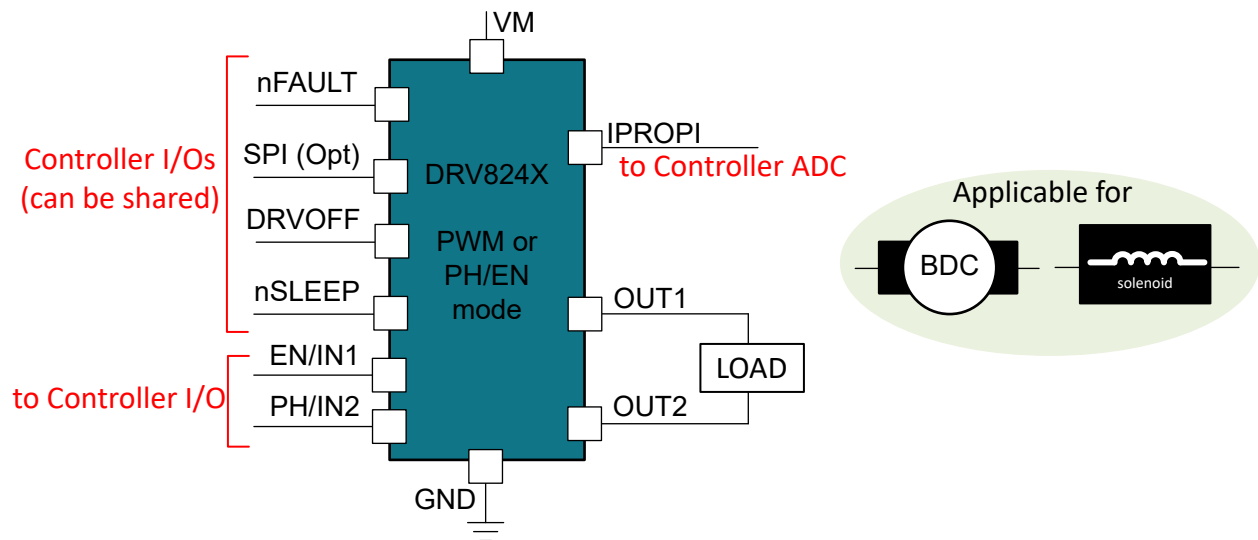 VM
nFAULT
SPI (Opt)
DRVOFF
nSLEEP
Controller I/Os
(can be shared)
EN/IN1
PH/IN2
to Controller I/O
DRV824X
PWM or
PH/EN
mode
IPROPI
to Controller ADC
OUT1
LOAD
OUT2
GND
Applicable for
BDC
solenoid